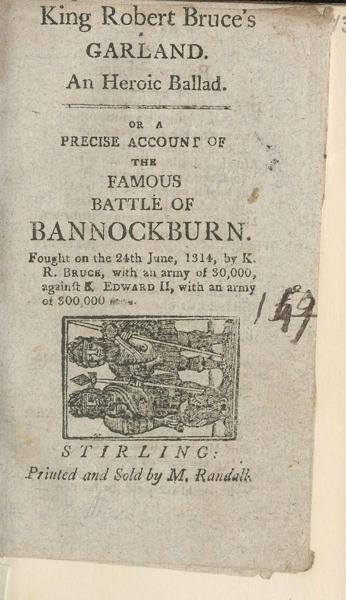 King Robert Bruce's
GARLAND.
An Heroic Ballad.
OR A
PRECISE ACCOUNT OF
THE
FAMOUS
BATTLE OF
BANNOCKBURN.
Fought on the 24th June, 1314, by K.
R. BRUCE, with an army of 30,000,
againſt K. EDWARD II, with an army
of 300,000
STIRLING:
Printed and Sold by M. Randall.